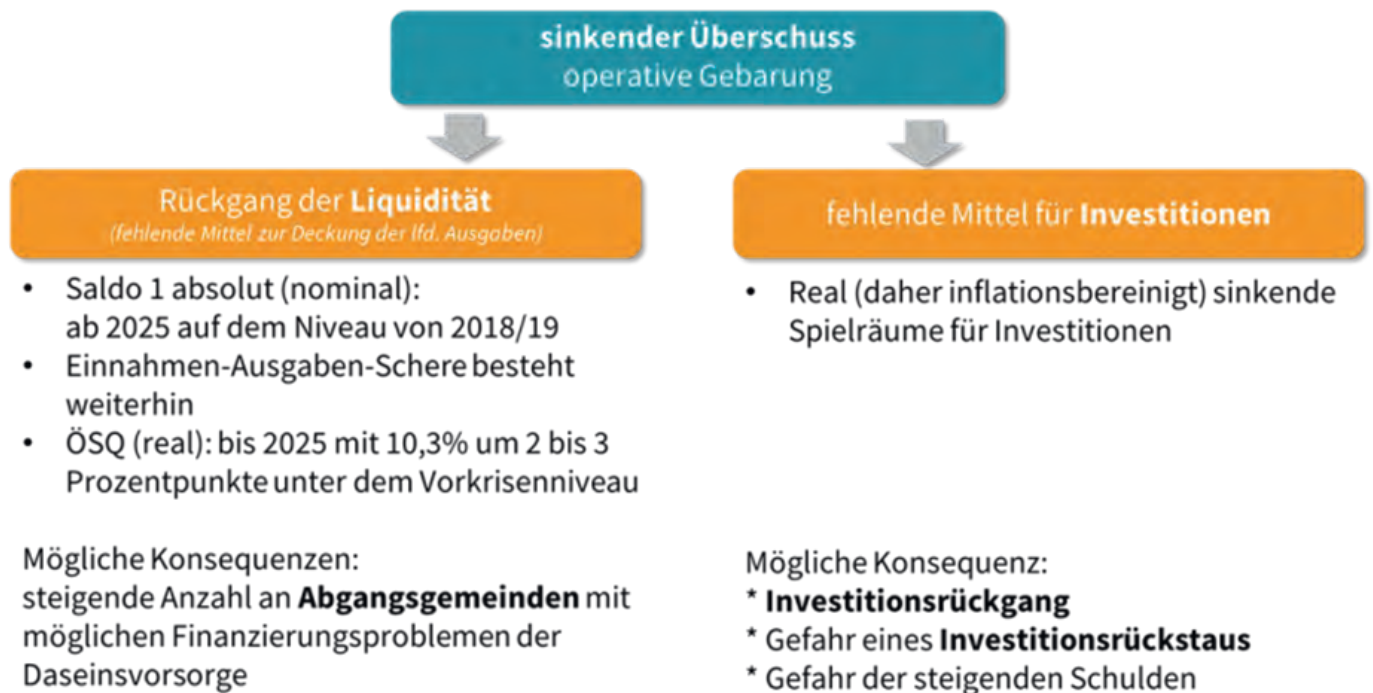 sinkender Überschuss
operative Gebarung
Rückgang der Liquidität
(fehlende Mittel zur Deckung der lfd. Ausgaben)
• Saldo 1 absolut (nominal):
ab 2025 auf dem Niveau von 2018/19
• Einnahmen-Ausgaben-Schere besteht
weiterhin
• ÖSQ (real): bis 2025 mit 10,3% um 2 bis 3
Prozentpunkte unter dem Vorkrisenniveau
Mögliche Konsequenzen:
steigende Anzahl an Abgangsgemeinden mit
möglichen Finanzierungsproblemen der
Daseinsvorsorge
fehlende Mittel für Investitionen
• Real (daher inflationsbereinigt) sinkende
Spielräume für Investitionen
Mögliche Konsequenz:
* Investitionsrückgang
* Gefahr eines Investitionsrückstaus
* Gefahr der steigenden Schulden